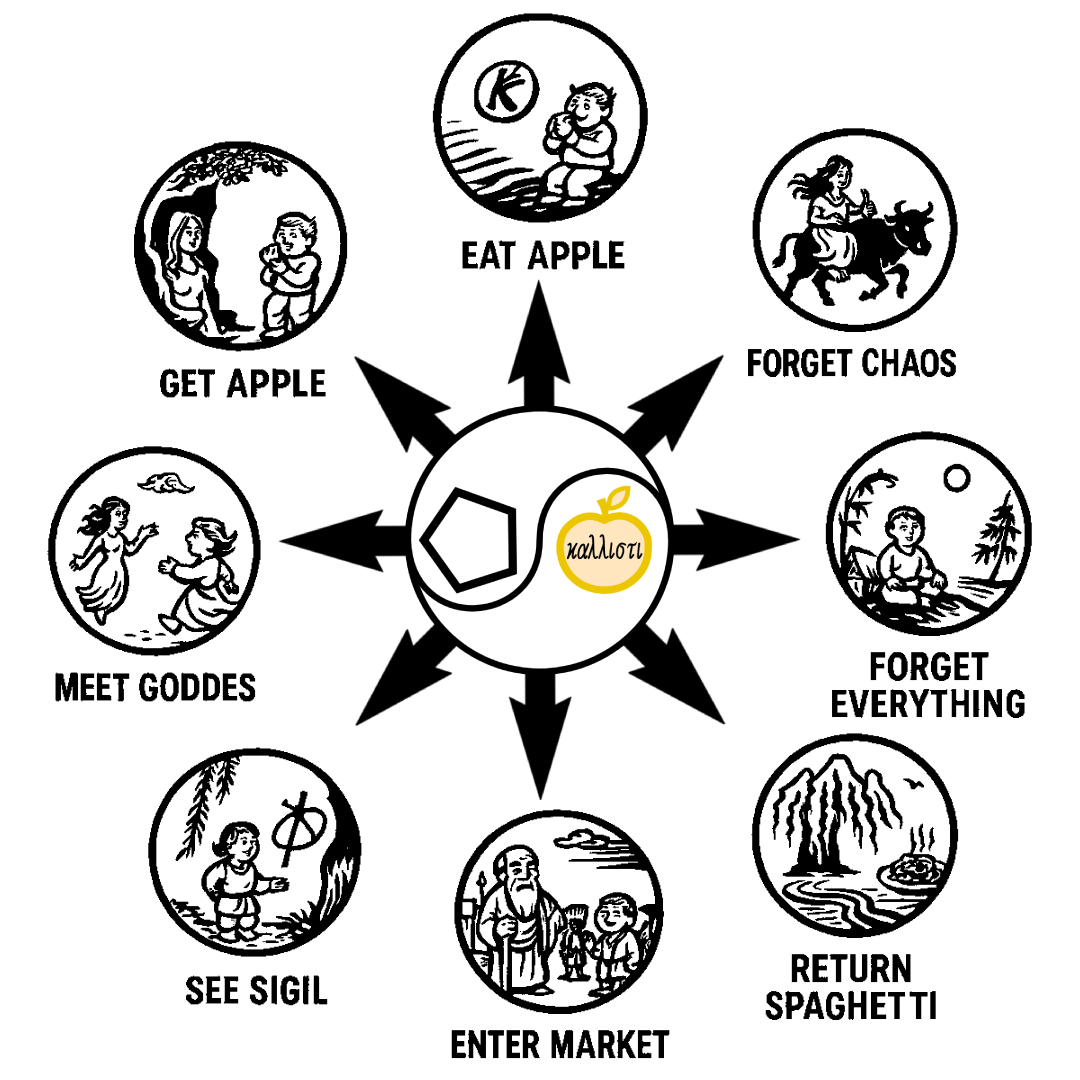 K
EAT APPLE
GET APPLE
FORGET CHAOS
MEET GODDES
καλλιστι
FORGET
EVERYTHING
SEE SIGIL
RETURN
SPAGHETTI
ENTER MARKET